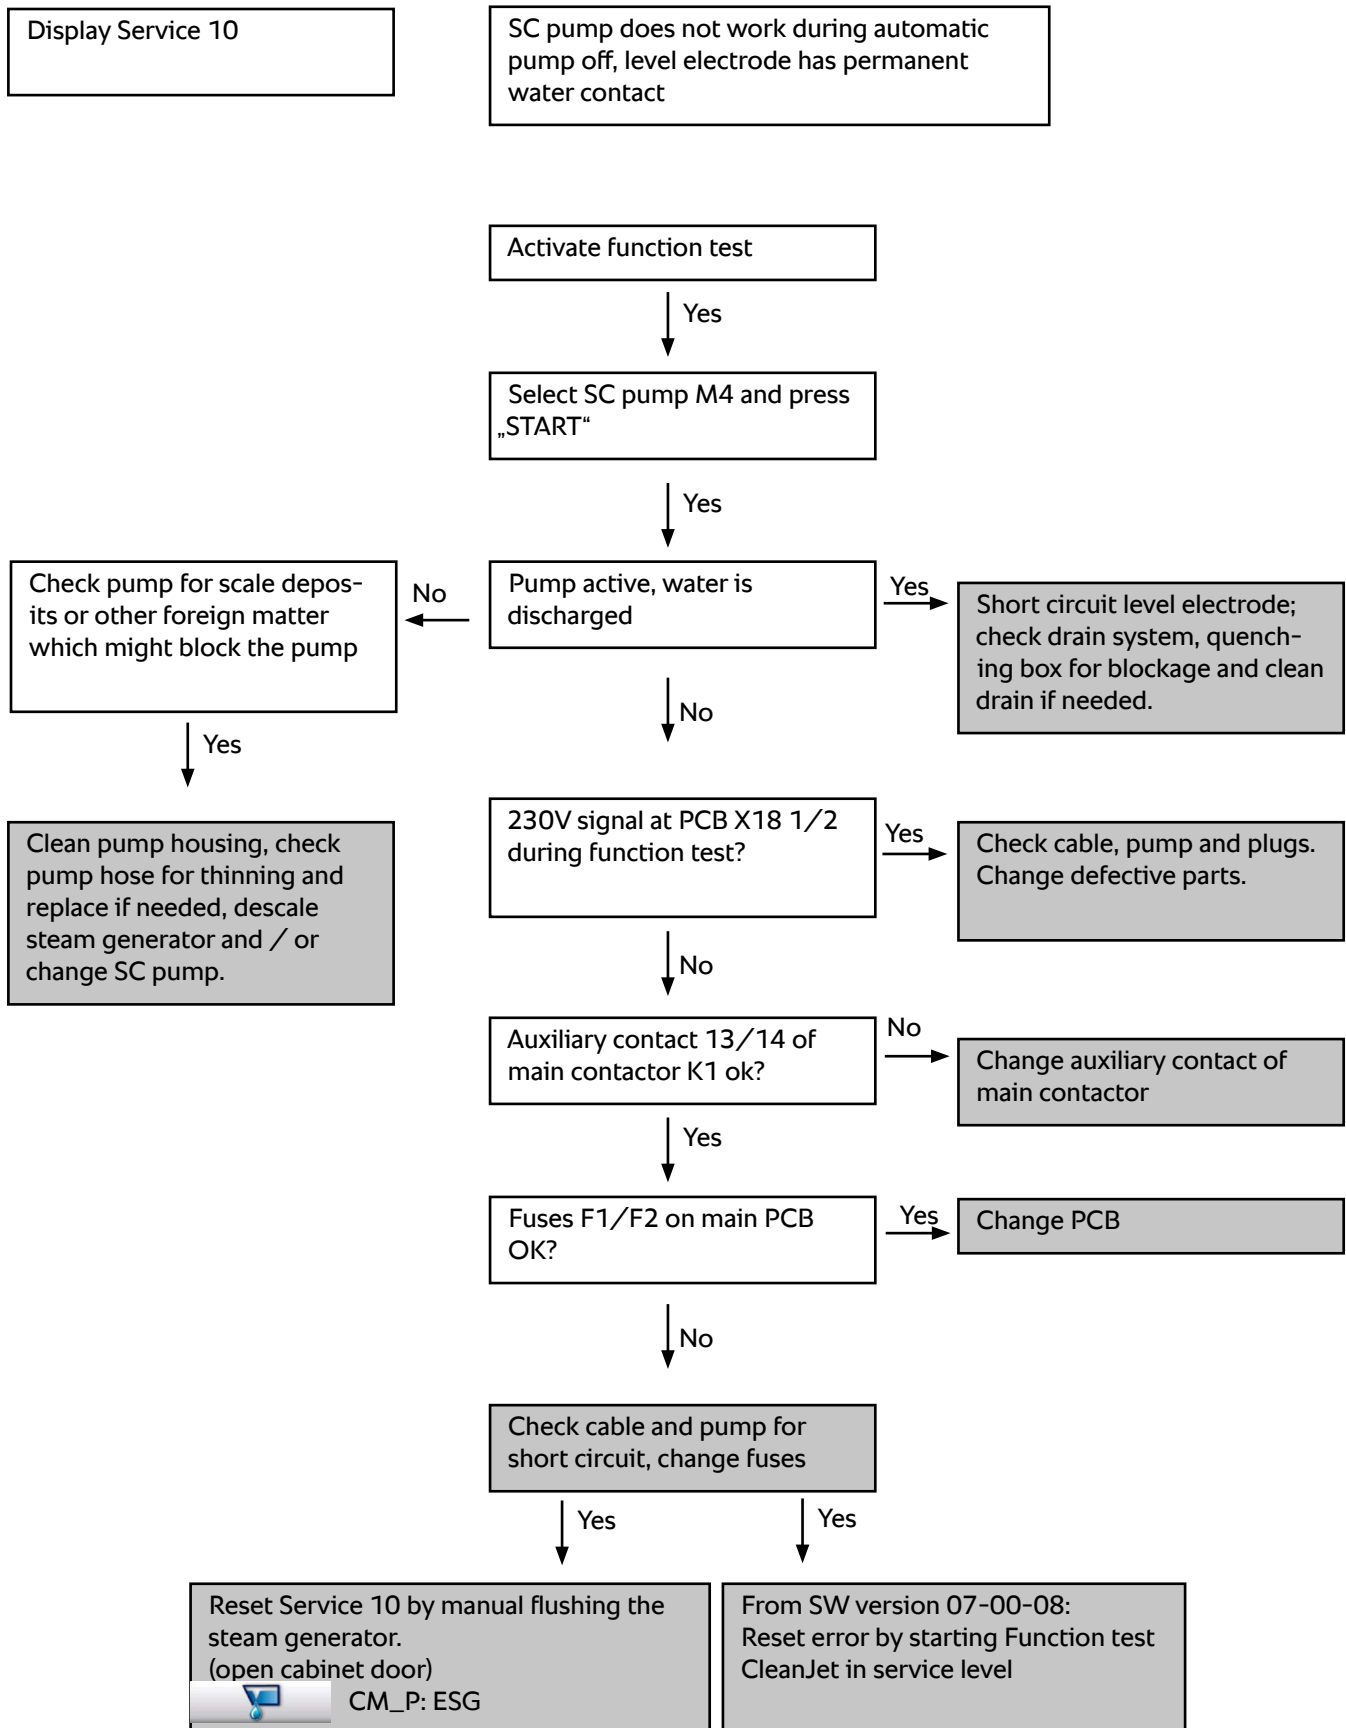 Display Service 10
SC pump does not work during automatic
pump off, level electrode has permanent
water contact
Activate function test
Yes
Select SC pump M4 and press
„START“
Yes
Check pump for scale depos-
its or other foreign matter
which might block the pump
No
Pump active, water is
discharged
Yes
Short circuit level electrode;
check drain system, quench-
ing box for blockage and clean
drain if needed.
Yes
No
Clean pump housing, check
pump hose for thinning and
replace if needed, descale
steam generator and / or
change SC pump.
230V signal at PCB X18 1/2
during function test?
Yes
Check cable, pump and plugs.
Change defective parts.
No
Auxiliary contact 13/14 of
main contactor K1 ok?
No
Change auxiliary contact of
main contactor
Yes
Fuses F1/F2 on main PCB
OK?
Yes
Change PCB
No
Check cable and pump for
short circuit, change fuses
Yes
Yes
Reset Service 10 by manual flushing the
steam generator.
(open cabinet door)
CM_P: ESG
From SW version 07-00-08:
Reset error by starting Function test
CleanJet in service level